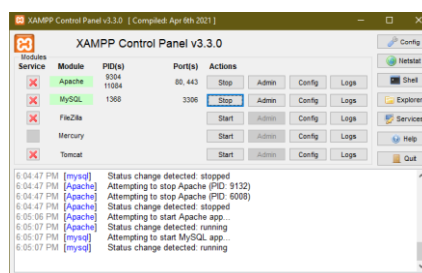 XAMPP Control Panel v3.3.0 [ Compiled: Apr 6th 2021 ]
XAMPP Control Panel v3.3.0
Config
Modules
Service Module PID(s) Port(s) Actions
Netstat
Apache 9304 11084 80, 443 Stop Admin Config Logs
Shell
MySQL 1368 3306 Stop Admin Config Logs
Explorer
FileZilla Start Admin Config Logs
Services
Mercury Start Admin Config Logs
Help
Tomcat Start Admin Config Logs
Quit
6:04:47 PM [mysql] Status change detected: stopped
6:04:47 PM [Apache] Attempting to stop Apache (PID: 9132)
6:04:47 PM [Apache] Attempting to stop Apache (PID: 6008)
6:04:47 PM [Apache] Status change detected: stopped
6:05:06 PM [Apache] Attempting to start Apache app...
6:05:07 PM [Apache] Status change detected: running
6:05:07 PM [mysql] Attempting to start MySQL app...
6:05:07 PM [mysql] Status change detected: running